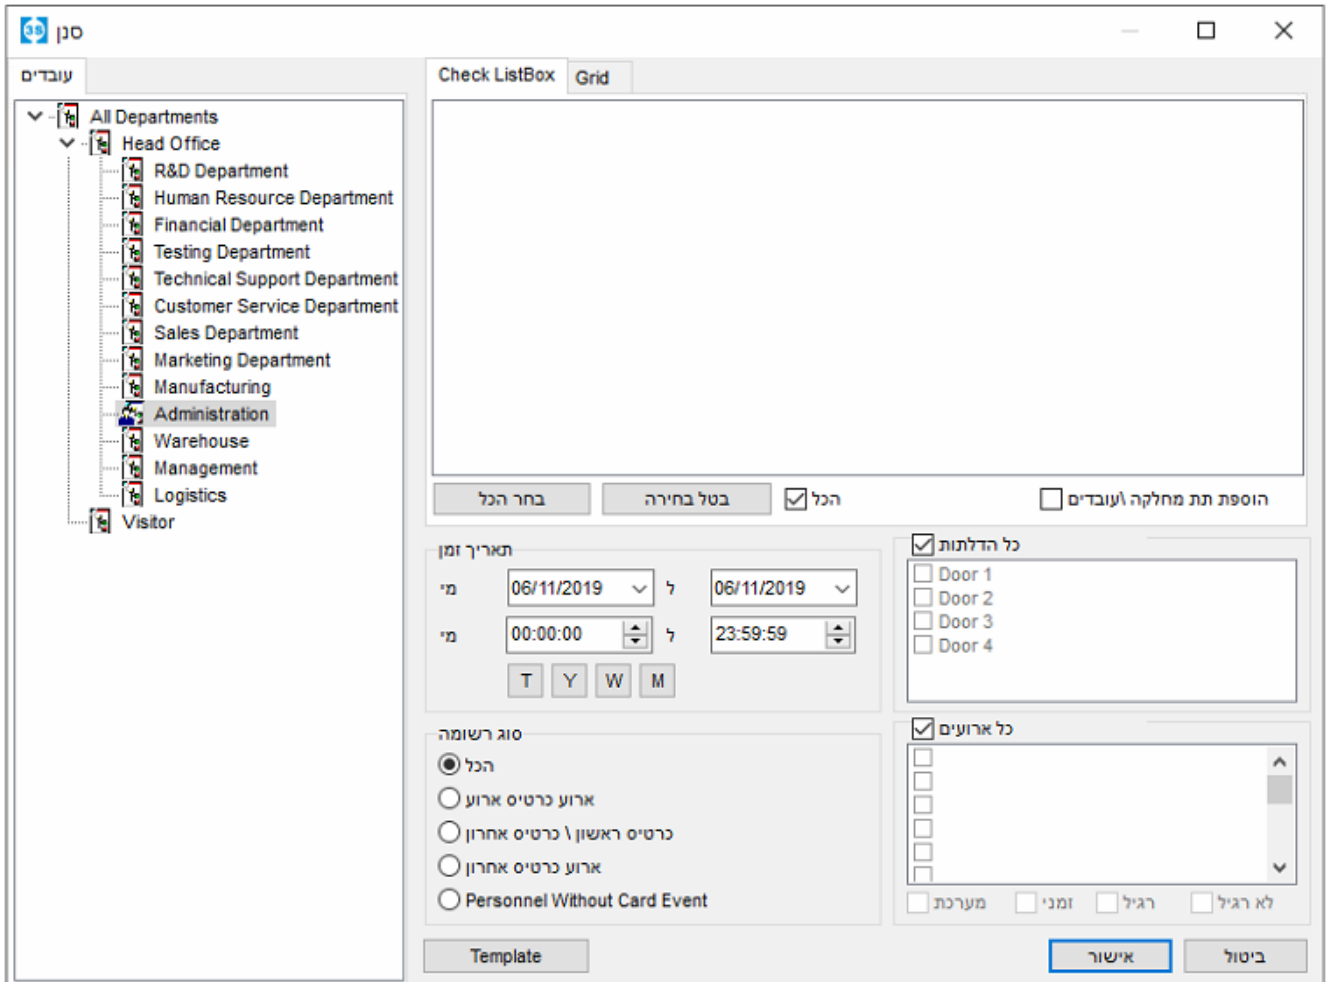 סנן
עובדים
All Departments
Head Office
R&D Department
Human Resource Department
Financial Department
Testing Department
Technical Support Department
Customer Service Department
Sales Department
Marketing Department
Manufacturing
Administration
Warehouse
Management
Logistics
Visitor
Check ListBox Grid
בחר הכל
בטל בחירה
הכל
הוספת תת מחלקה \עובדים
תאריך זמן
מי 06/11/2019 ל 06/11/2019
מי 00:00:00 ל 23:59:59
T Y W M
כל הדלתות
Door 1
Door 2
Door 3
Door 4
סוג רשומה
הכל
ארוע כרטיס ארוע
כרטיס ראשון \ כרטיס אחרון
ארוע כרטיס אחרון
Personnel Without Card Event
כל ארועים
מערכת זמני רגיל לא רגיל
Template
אישור
ביטול